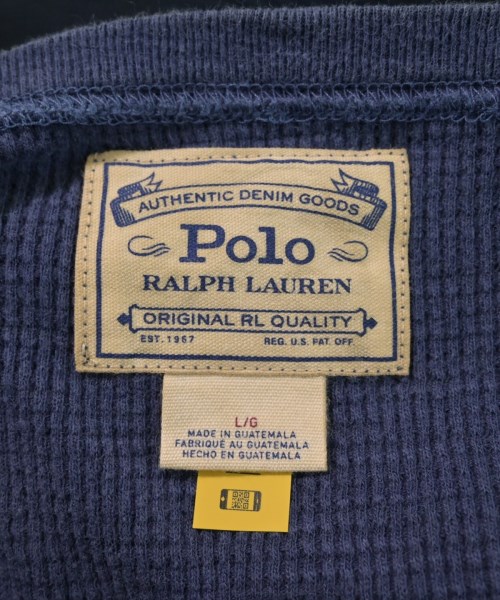 AUTHENTIC DENIM GOODS
Polo
RALPH LAUREN
ORIGINAL RL QUALITY
EST. 1967 REG. U.S. PAT. OFF.
L/G
MADE IN GUATEMALA
FABRIQUÉ AU GUATEMALA
HECHO EN GUATEMALA